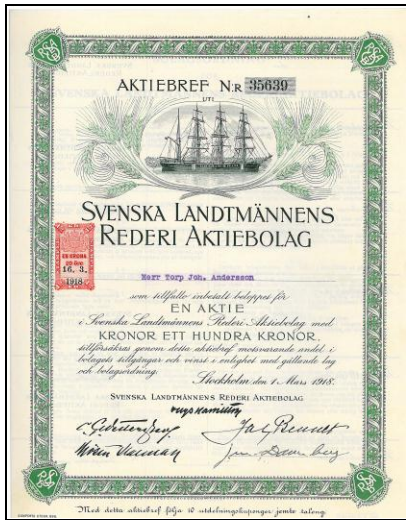 AKTIEBREF N:R 35639
UTI
SVENSKA LANDTMÄNNENS
REDERI AKTIEBOLAG
EN KRONA
16. 3.
1918
Herr Torp Joh. Andersson
som tillfullo inbetalt beloppet för
EN AKTIE
i Svenska Landtmännens Rederi Aktiebolag med
KRONOR ETT HUNDRA KRONOR,
tillförsäkras genom detta aktiebref motsvarande andel i
bolagets tillgångar och vinst i enlighet med gällande lag
och bolagsordning.
Stockholm den 1 Mars 1918.
SVENSKA LANDTMÄNNENS REDERI AKTIEBOLAG
Med detta aktiebref följa 10 utdelningskuponger jemte talong.